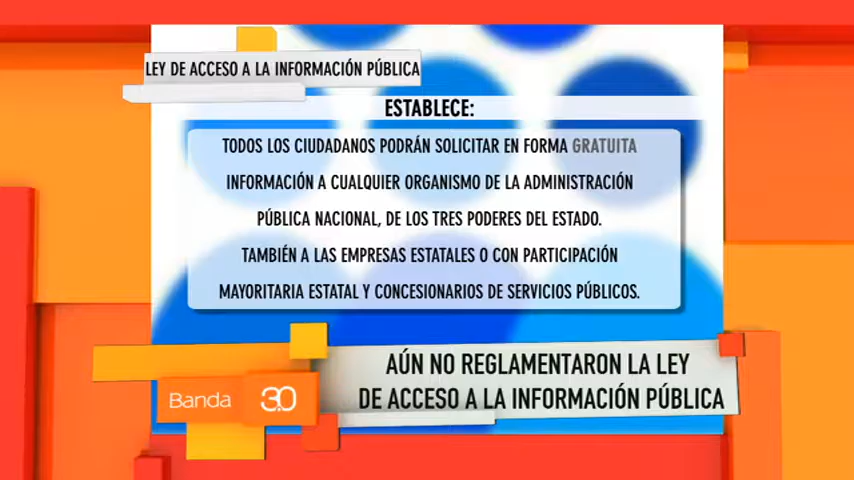 LEY DE ACCESO A LA INFORMACIÓN PÚBLICA
ESTABLECE:
TODOS LOS CIUDADANOS PODRÁN SOLICITAR EN FORMA GRATUITA
INFORMACIÓN A CUALQUIER ORGANISMO DE LA ADMINISTRACIÓN
PÚBLICA NACIONAL, DE LOS TRES PODERES DEL ESTADO.
TAMBIÉN A LAS EMPRESAS ESTATALES O CON PARTICIPACIÓN
MAYORITARIA ESTATAL Y CONCESIONARIOS DE SERVICIOS PÚBLICOS.
AÚN NO REGLAMENTARON LA LEY
DE ACCESO A LA INFORMACIÓN PÚBLICA
Banda 3.0